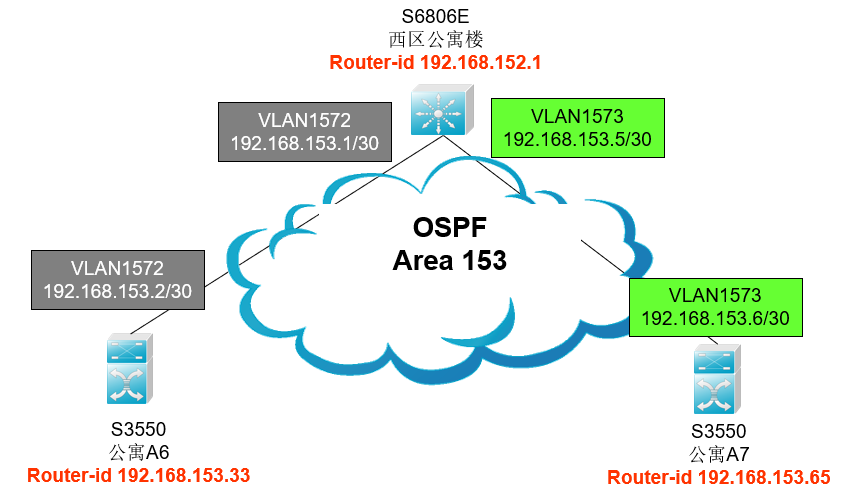 S6806E
西区公寓楼
Router-id 192.168.152.1
VLAN1572
192.168.153.1/30
VLAN1573
192.168.153.5/30
OSPF
Area 153
VLAN1572
192.168.153.2/30
VLAN1573
192.168.153.6/30
S3550
公寓A6
Router-id 192.168.153.33
S3550
公寓A7
Router-id 192.168.153.65